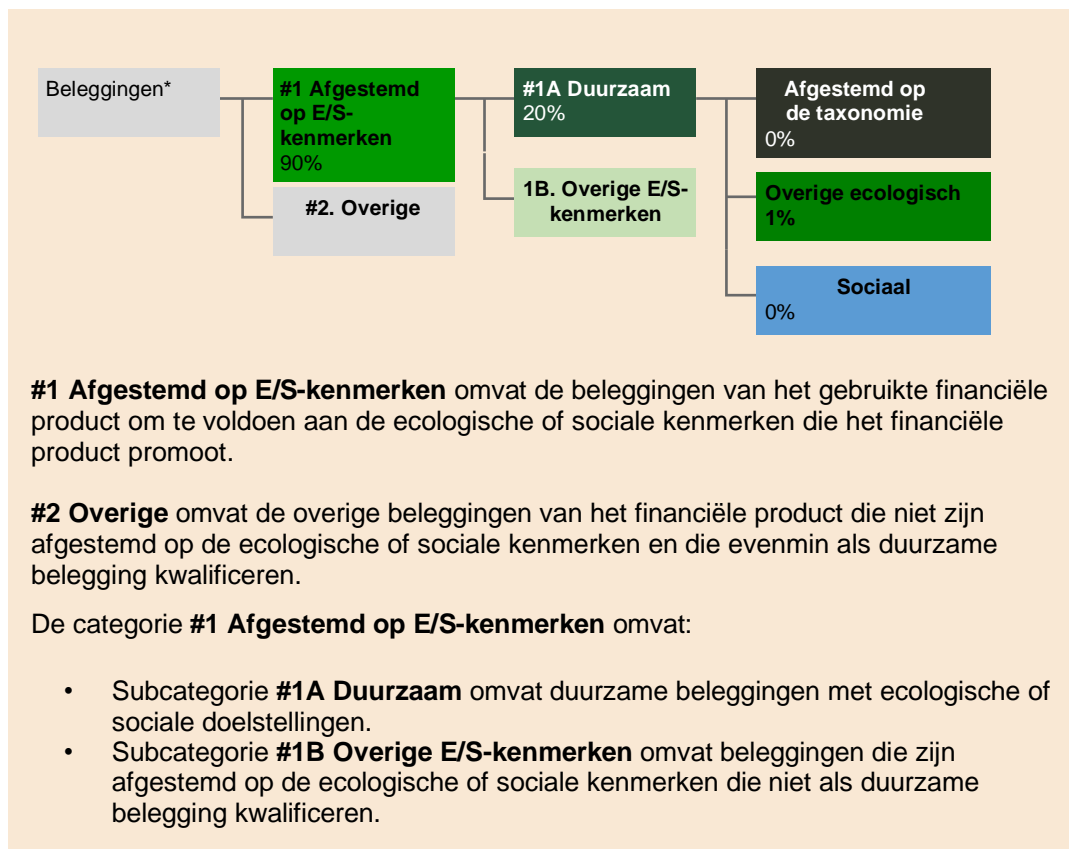 Beleggingen*
#1 Afgestemd
op E/S-
kenmerken
90%
#2. Overige
#1A Duurzaam
20%
1B. Overige E/S-
kenmerken
Afgestemd op
de taxonomie
0%
Overige ecologisch
1%
Sociaal
0%
#1 Afgestemd op E/S-kenmerken omvat de beleggingen van het gebruikte financiële
product om te voldoen aan de ecologische of sociale kenmerken die het financiële
product promoot.
#2 Overige omvat de overige beleggingen van het financiële product die niet zijn
afgestemd op de ecologische of sociale kenmerken en die evenmin als duurzame
belegging kwalificeren.
De categorie #1 Afgestemd op E/S-kenmerken omvat:
• Subcategorie #1A Duurzaam omvat duurzame beleggingen met ecologische of
sociale doelstellingen.
• Subcategorie #1B Overige E/S-kenmerken omvat beleggingen die zijn
afgestemd op de ecologische of sociale kenmerken die niet als duurzame
belegging kwalificeren.